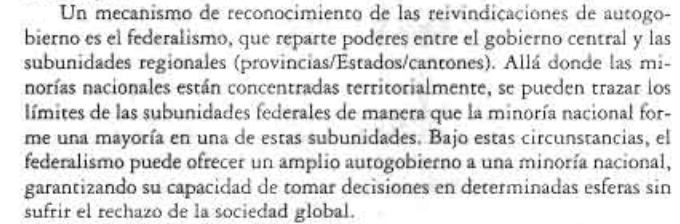 Un mecanismo de reconocimiento de las reivindicaciones de autogo-
bierno es el federalismo, que reparte poderes entre el gobierno central y las
subunidades regionales (provincias/Estados/cantones). Allá donde las mi-
norías nacionales están concentradas territorialmente, se pueden trazar los
límites de las subunidades federales de manera que la minoría nacional for-
me una mayoría en una de estas subunidades. Bajo estas circunstancias, el
federalismo puede ofrecer un amplio autogobierno a una minoría nacional,
garantizando su capacidad de tomar decisiones en determinadas esferas sin
sufrir el rechazo de la sociedad global.